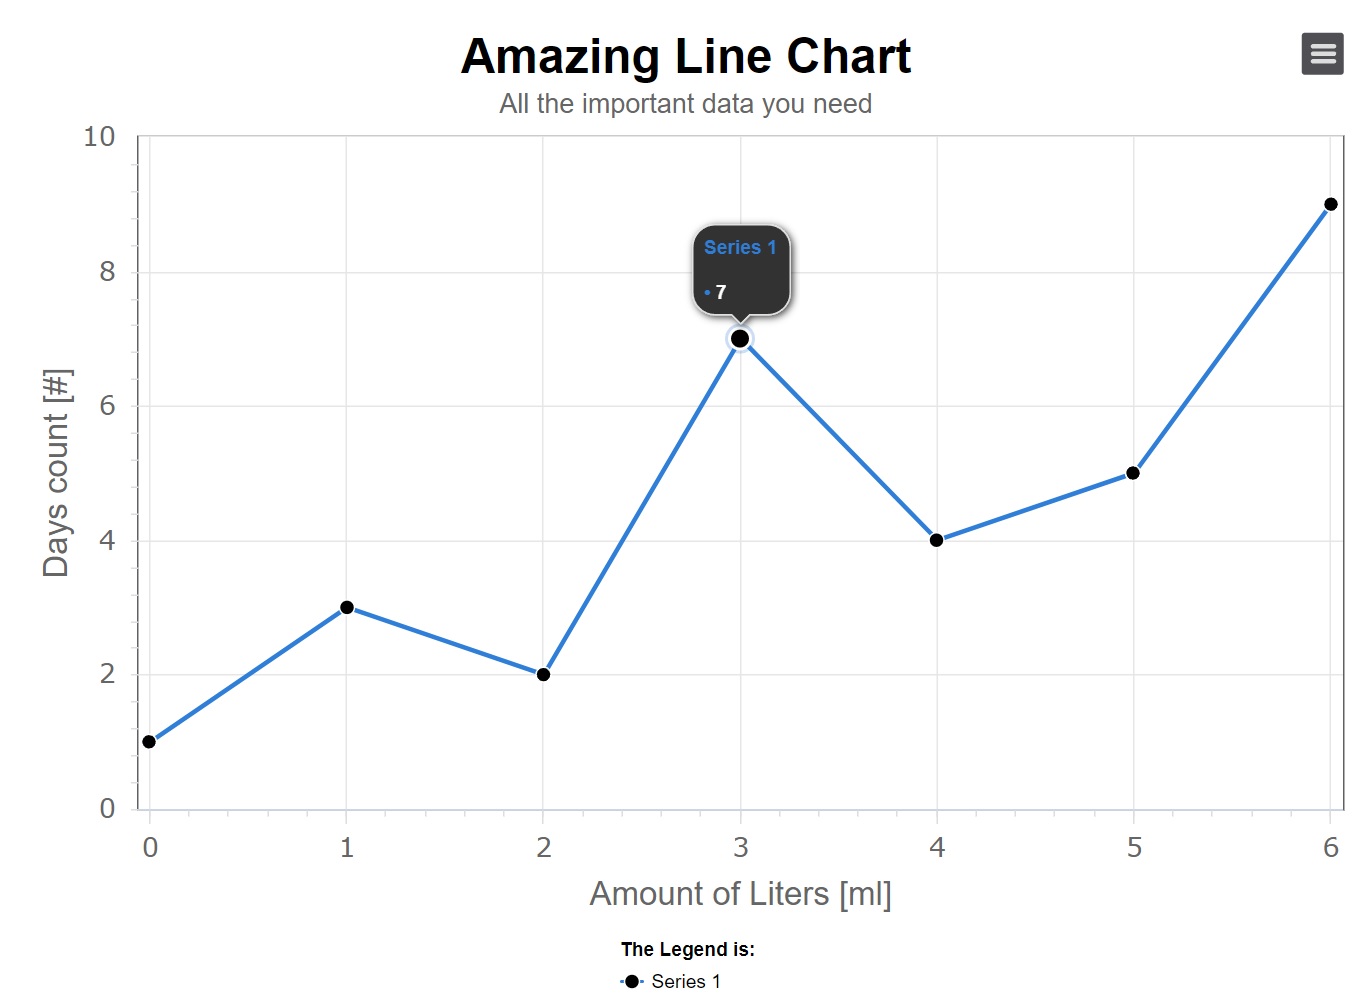 Amazing Line Chart
All the important data you need
10
8
6
4
2
0
Days count [#]
Series 1
• 7
0 1 2 3 4 5 6
Amount of Liters [ml]
The Legend is:
Series 1